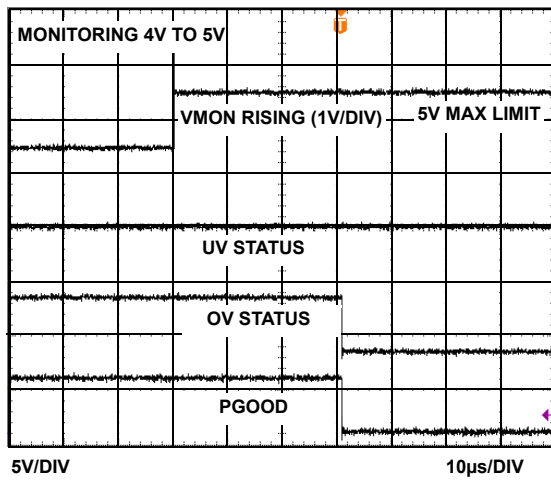 MONITORING 4V TO 5V
T
VMON RISING (1V/DIV)
5V MAX LIMIT
UV STATUS
OV STATUS
PGOOD
5V/DIV
10µs/DIV